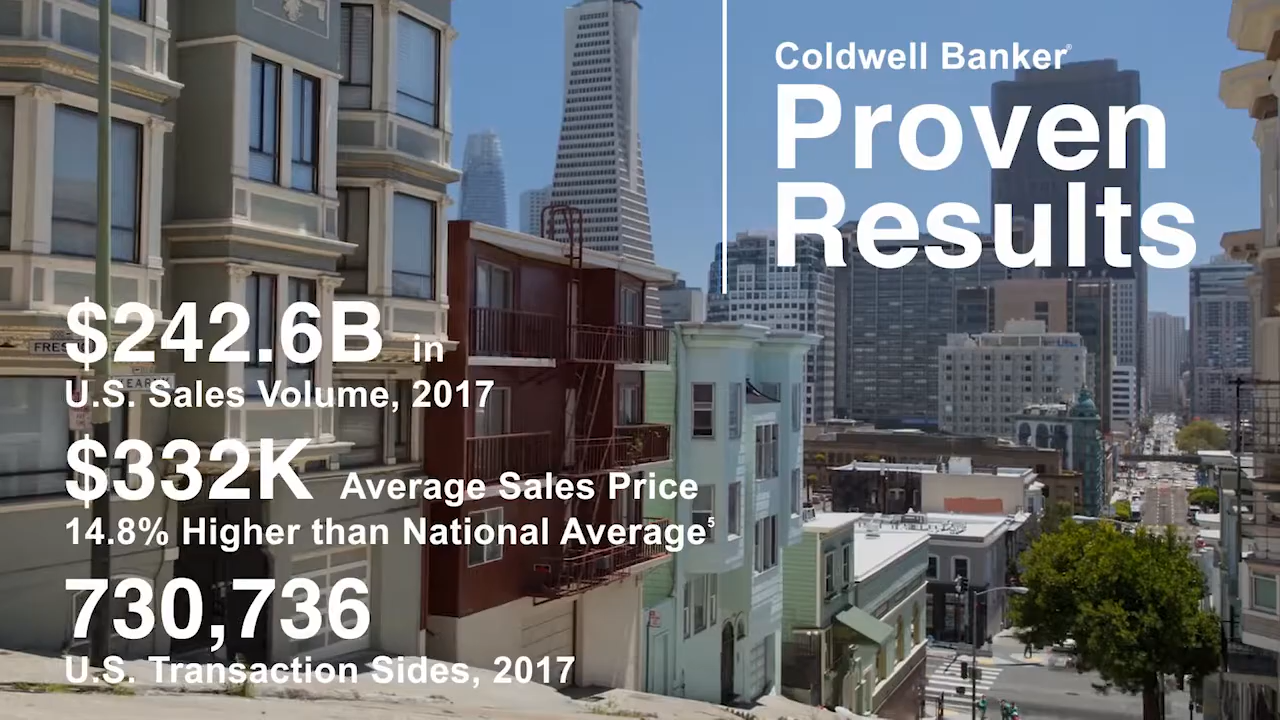 Coldwell Banker®
Proven
Results
$242.6B in
U.S. Sales Volume, 2017
$332K Average Sales Price
14.8% Higher than National Average⁵
730,736
U.S. Transaction Sides, 2017